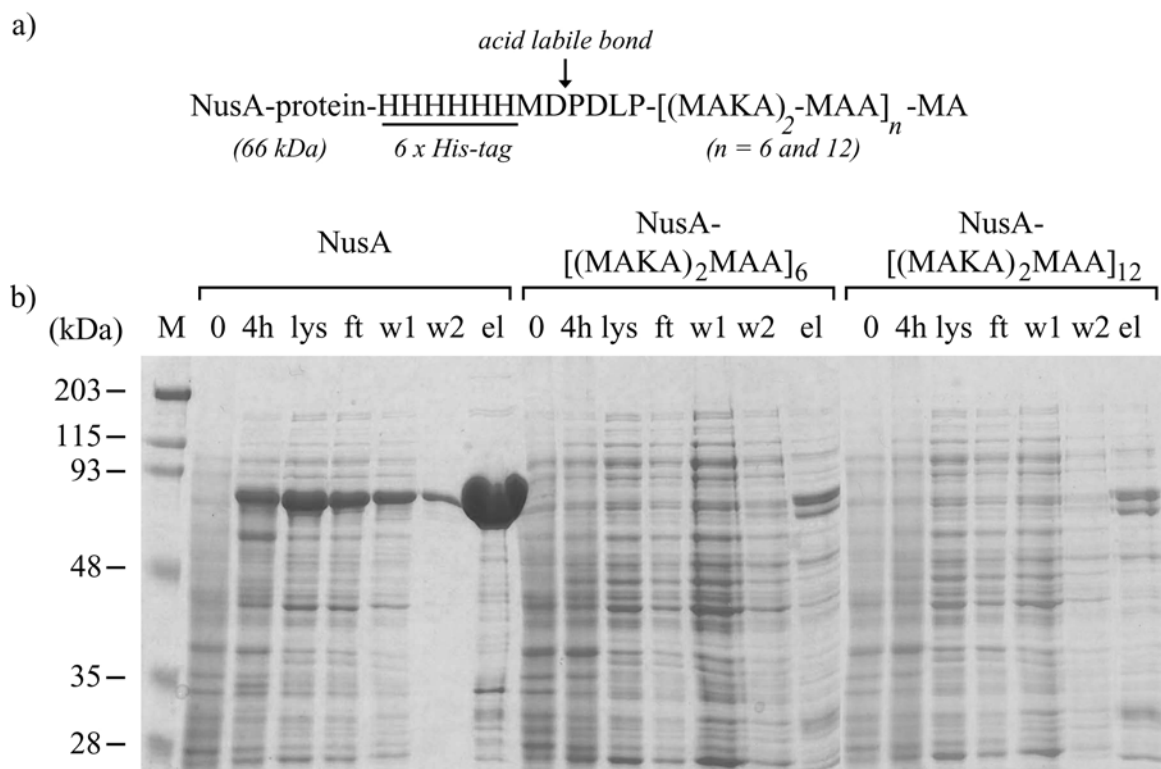 a)
acid labile bond
NusA-protein-HHHHHHMDPDLP-[(MAKA)2-MAA]n-MA
(66 kDa) 6 x His-tag (n = 6 and 12)
NusA NusA- NusA-
[(MAKA)2MAA]6 [(MAKA)2MAA]12
b)
(kDa) M 0 4h lys ft w1 w2 el 0 4h lys ft w1 w2 el 0 4h lys ft w1 w2 el
203
115
93
48
35
28